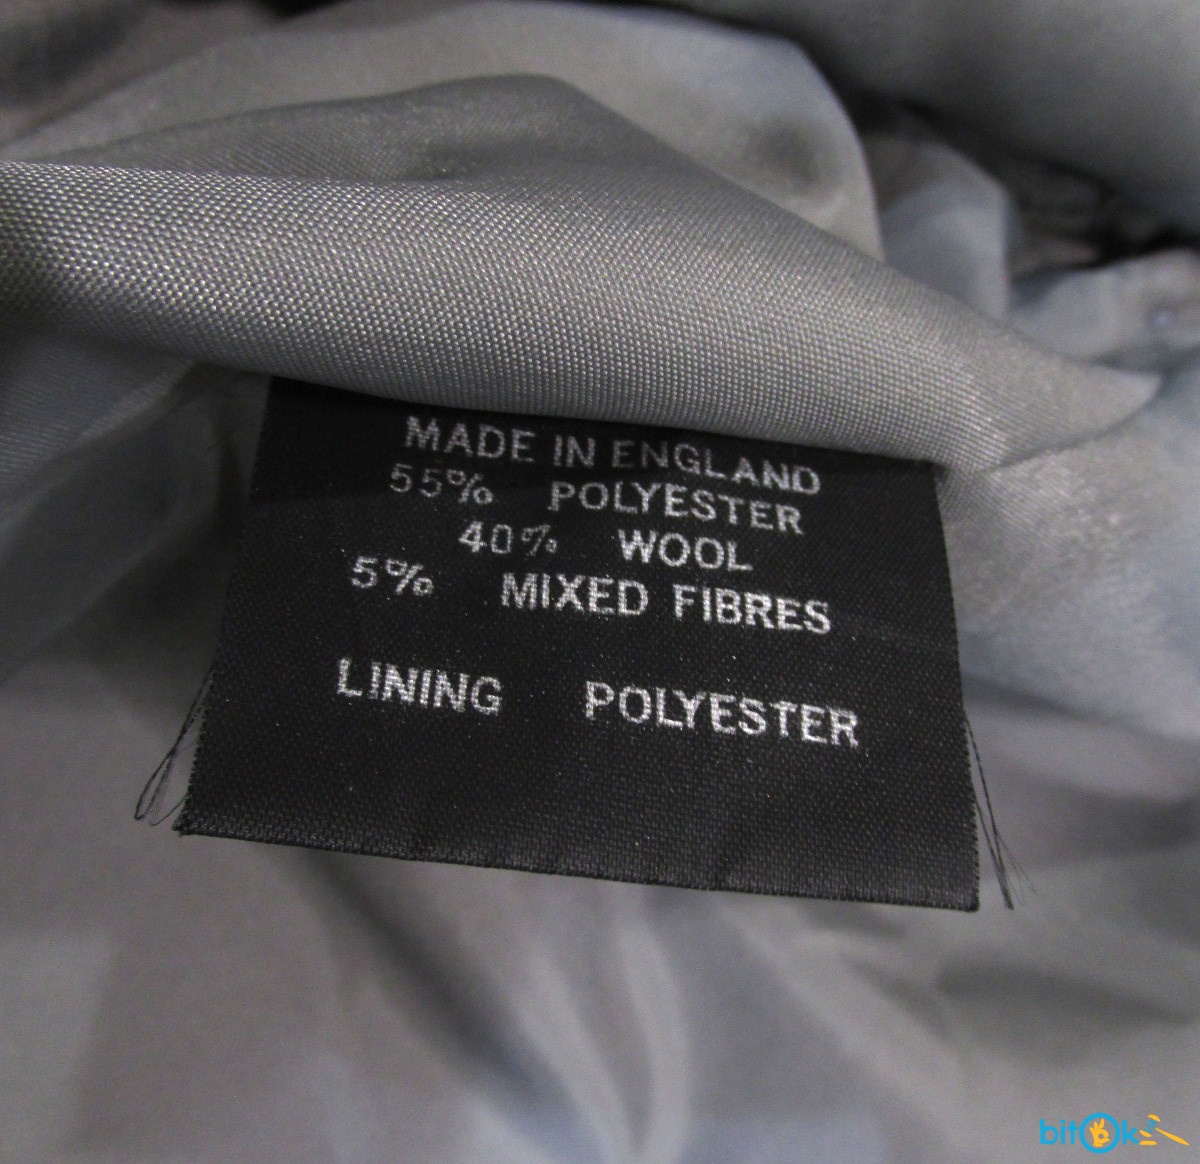 MADE IN ENGLAND
55% POLYESTER
40% WOOL
5% MIXED FIBRES
LINING POLYESTER
bitOk